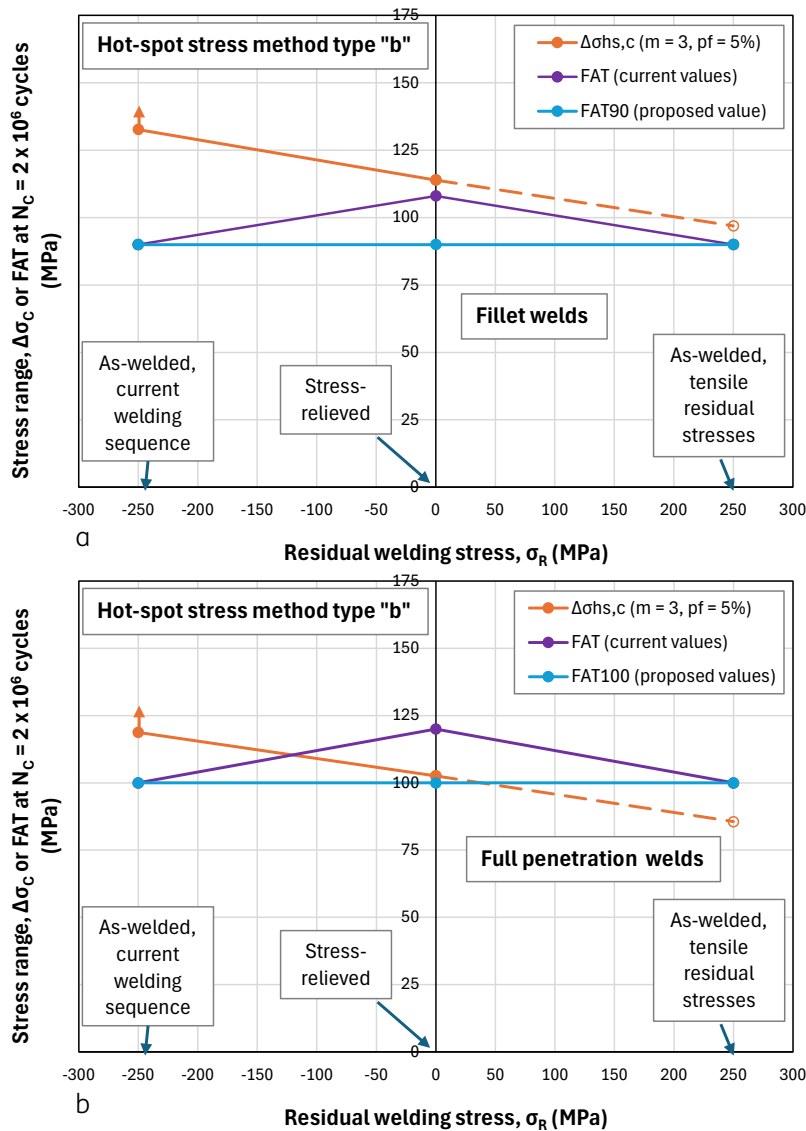 Hot-spot stress method type "b"
Δσhs,c (m = 3, pf = 5%)
FAT (current values)
FAT90 (proposed value)
175
150
125
100
75
50
25
0
Stress range, Δσ_C or FAT at N_C = 2 x 10⁶ cycles
(MPa)
Fillet welds
As-welded,
current
welding
sequence
Stress-
relieved
As-welded,
tensile
residual
stresses
-300 -250 -200 -150 -100 -50 0 50 100 150 200 250 300
a
Residual welding stress, σ_R (MPa)
Hot-spot stress method type "b"
Δσhs,c (m = 3, pf = 5%)
FAT (current values)
FAT100 (proposed values)
175
150
125
100
75
50
25
0
Stress range, Δσ_C or FAT at N_C = 2 x 10⁶ cycles
(MPa)
Full penetration welds
As-welded,
current
welding
sequence
Stress-
relieved
As-welded,
tensile
residual
stresses
-300 -250 -200 -150 -100 -50 0 50 100 150 200 250 300
b
Residual welding stress, σ_R (MPa)